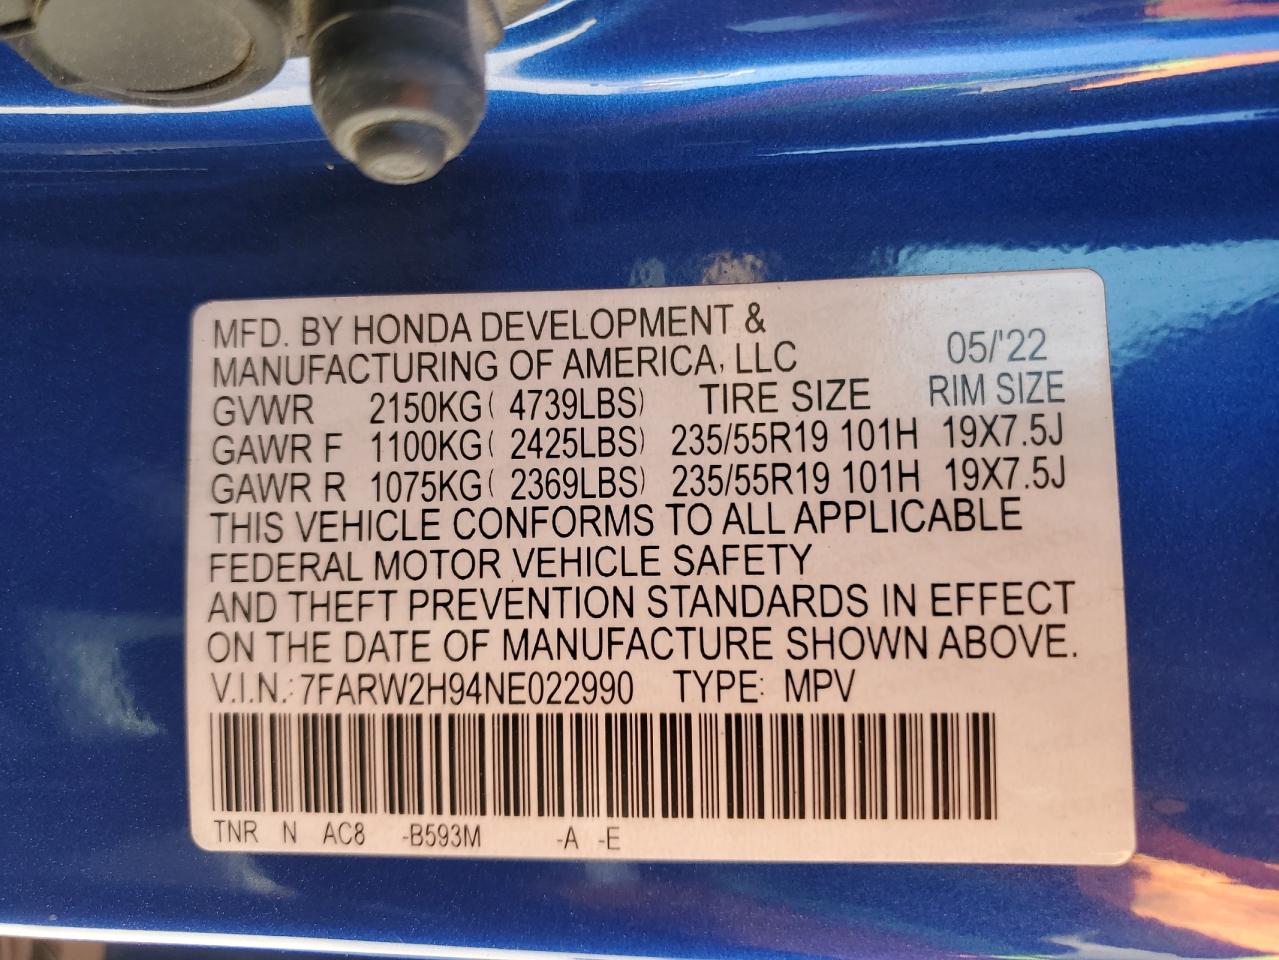 MFD. BY HONDA DEVELOPMENT &
MANUFACTURING OF AMERICA, LLC 05/'22
GVWR 2150KG( 4739LBS) TIRE SIZE RIM SIZE
GAWR F 1100KG( 2425LBS) 235/55R19 101H 19X7.5J
GAWR R 1075KG( 2369LBS) 235/55R19 101H 19X7.5J
THIS VEHICLE CONFORMS TO ALL APPLICABLE
FEDERAL MOTOR VEHICLE SAFETY
AND THEFT PREVENTION STANDARDS IN EFFECT
ON THE DATE OF MANUFACTURE SHOWN ABOVE.
V.I.N.: 7FARW2H94NE022990 TYPE: MPV
TNR N AC8 -B593M -A -E